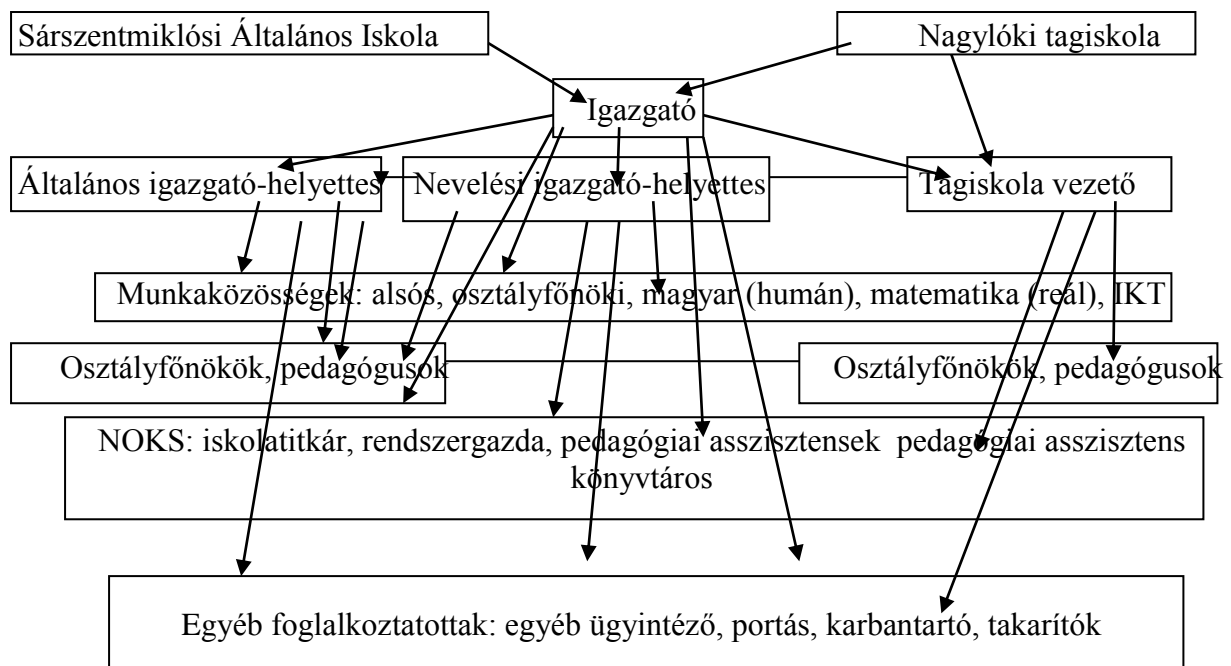 Sárszentmiklósi Általános Iskola
Nagylóki tagiskola
Igazgató
Általános igazgató-helyettes
Nevelési igazgató-helyettes
Tagiskola vezető
Munkaközösségek: alsós, osztályfőnöki, magyar (humán), matematika (reál), IKT
Osztályfőnökök, pedagógusok
Osztályfőnökök, pedagógusok
NOKS: iskolatitkár, rendszergazda, pedagógiai asszisztensek pedagógiai asszisztens
könyvtáros
Egyéb foglalkoztatottak: egyéb ügyintéző, portás, karbantartó, takarítók